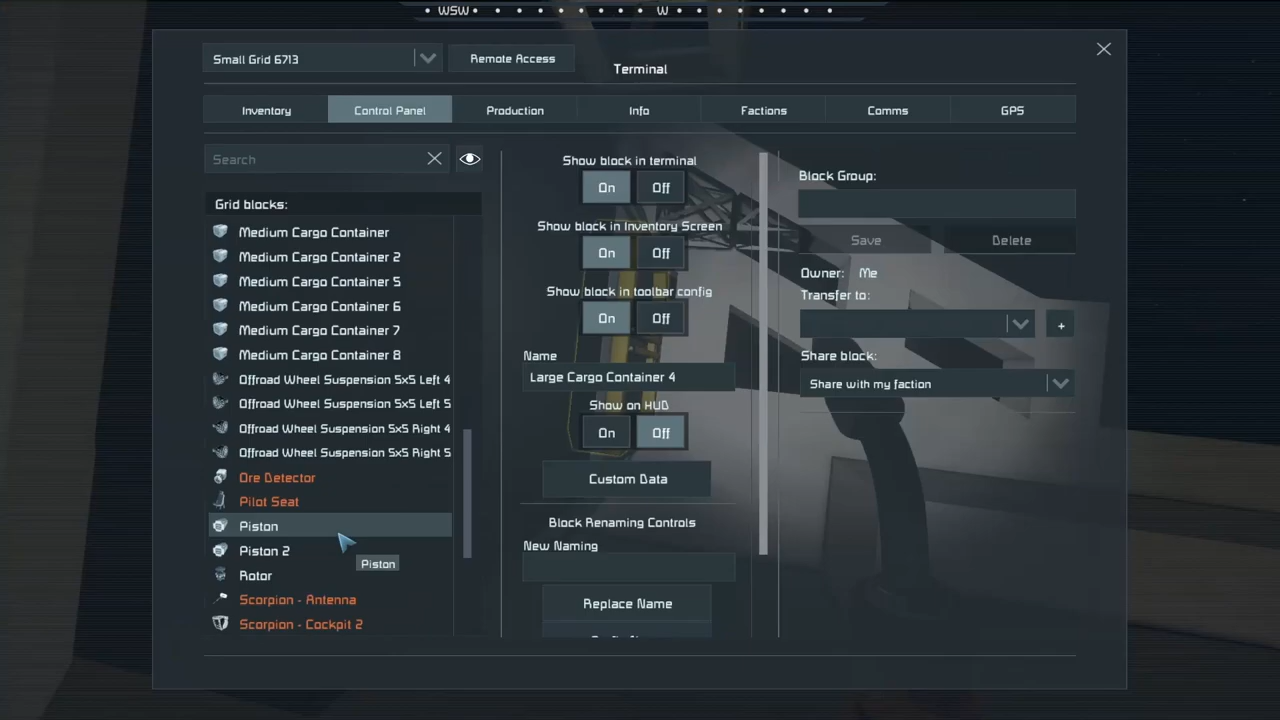 WSW W
Small Grid 6713
Remote Access
Terminal
Inventory
Control Panel
Production
Info
Factions
Comms
GPS
Search
Grid blocks:
Medium Cargo Container
Medium Cargo Container 2
Medium Cargo Container 5
Medium Cargo Container 6
Medium Cargo Container 7
Medium Cargo Container 8
Offroad Wheel Suspension 5x5 Left 4
Offroad Wheel Suspension 5x5 Left 5
Offroad Wheel Suspension 5x5 Right 4
Offroad Wheel Suspension 5x5 Right 5
Ore Detector
Pilot Seat
Piston
Piston 2
Piston
Rotor
Scorpion - Antenna
Scorpion - Cockpit 2
Show block in terminal
On Off
Show block in Inventory Screen
On Off
Show block in toolbar config
On Off
Name
Large Cargo Container 4
Show on HUD
On Off
Custom Data
Block Renaming Controls
New Naming
Replace Name
Block Group:
Save
Delete
Owner: Me
Transfer to:
+
Share block:
Share with my faction